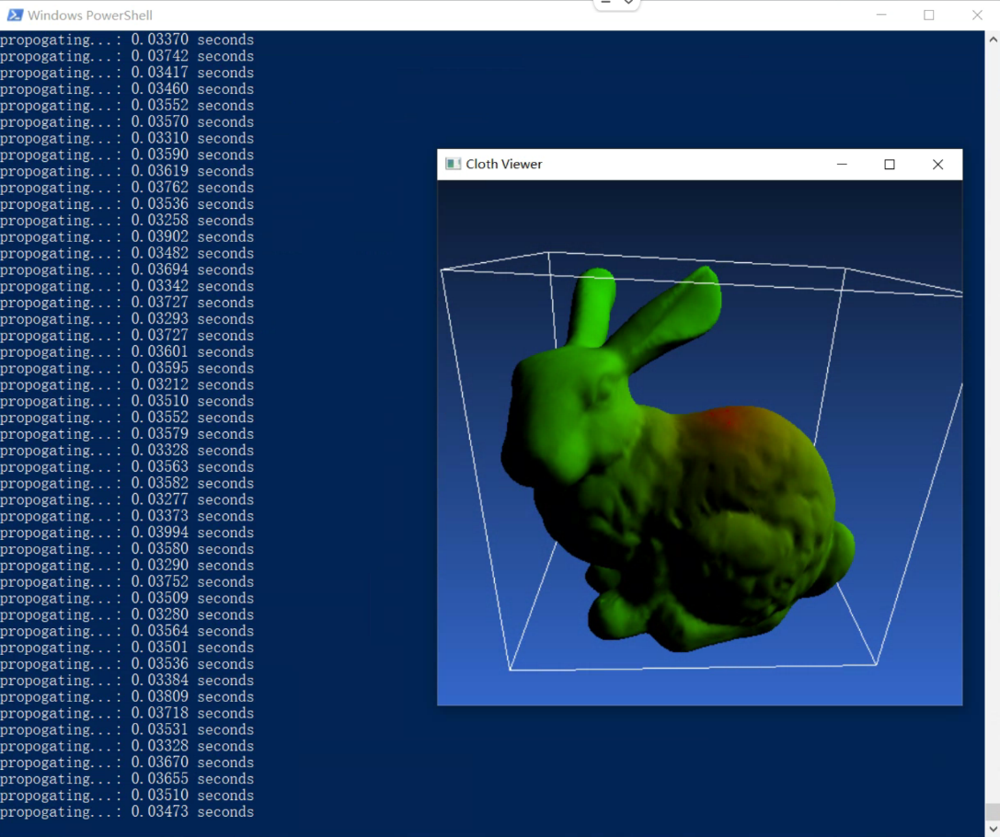 Windows PowerShell
propogating...: 0.03370 seconds
propogating...: 0.03742 seconds
propogating...: 0.03417 seconds
propogating...: 0.03460 seconds
propogating...: 0.03552 seconds
propogating...: 0.03570 seconds
propogating...: 0.03310 seconds
propogating...: 0.03590 seconds
propogating...: 0.03619 seconds
propogating...: 0.03762 seconds
propogating...: 0.03536 seconds
propogating...: 0.03258 seconds
propogating...: 0.03902 seconds
propogating...: 0.03482 seconds
propogating...: 0.03694 seconds
propogating...: 0.03342 seconds
propogating...: 0.03727 seconds
propogating...: 0.03293 seconds
propogating...: 0.03727 seconds
propogating...: 0.03601 seconds
propogating...: 0.03595 seconds
propogating...: 0.03212 seconds
propogating...: 0.03510 seconds
propogating...: 0.03552 seconds
propogating...: 0.03579 seconds
propogating...: 0.03328 seconds
propogating...: 0.03563 seconds
propogating...: 0.03582 seconds
propogating...: 0.03277 seconds
propogating...: 0.03373 seconds
propogating...: 0.03994 seconds
propogating...: 0.03580 seconds
propogating...: 0.03290 seconds
propogating...: 0.03752 seconds
propogating...: 0.03509 seconds
propogating...: 0.03280 seconds
propogating...: 0.03564 seconds
propogating...: 0.03501 seconds
propogating...: 0.03536 seconds
propogating...: 0.03384 seconds
propogating...: 0.03809 seconds
propogating...: 0.03718 seconds
propogating...: 0.03531 seconds
propogating...: 0.03328 seconds
propogating...: 0.03670 seconds
propogating...: 0.03655 seconds
propogating...: 0.03510 seconds
propogating...: 0.03473 seconds
Cloth Viewer